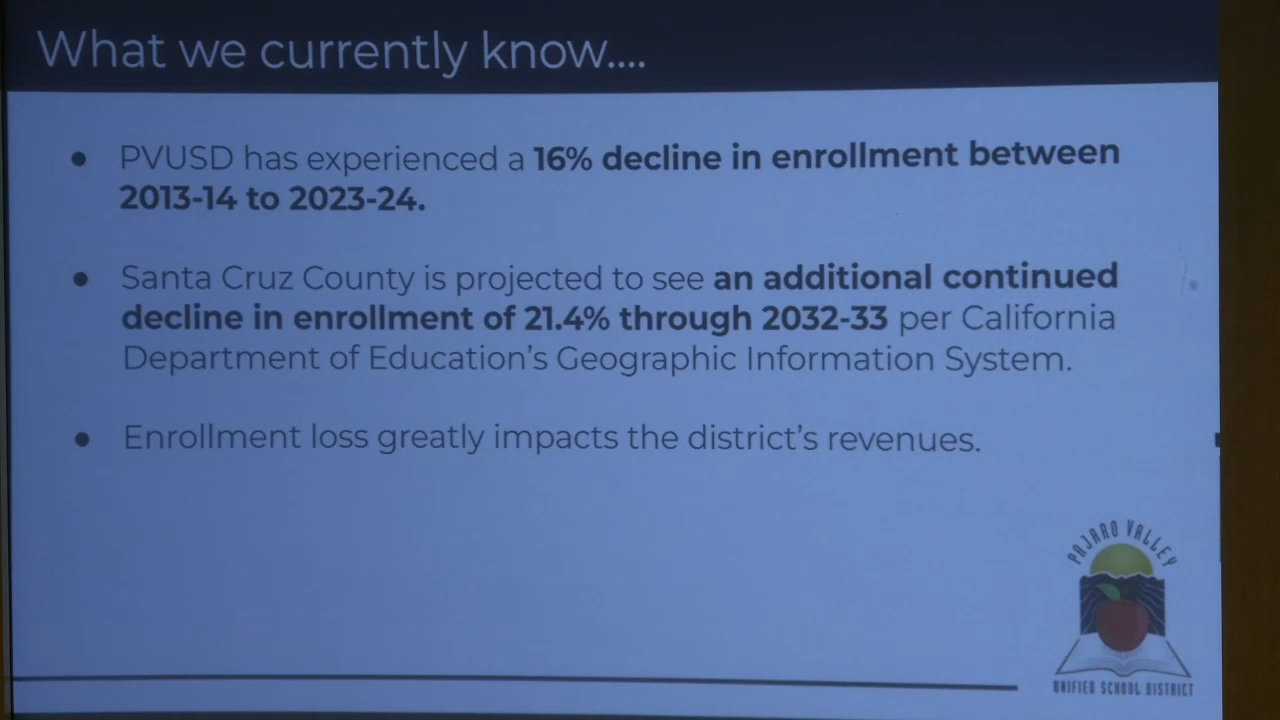 What we currently know....
• PVUSD has experienced a 16% decline in enrollment between
2013-14 to 2023-24.
• Santa Cruz County is projected to see an additional continued
decline in enrollment of 21.4% through 2032-33 per California
Department of Education's Geographic Information System.
• Enrollment loss greatly impacts the district's revenues.
PAJARO VALLEY
UNIFIED SCHOOL DISTRICT